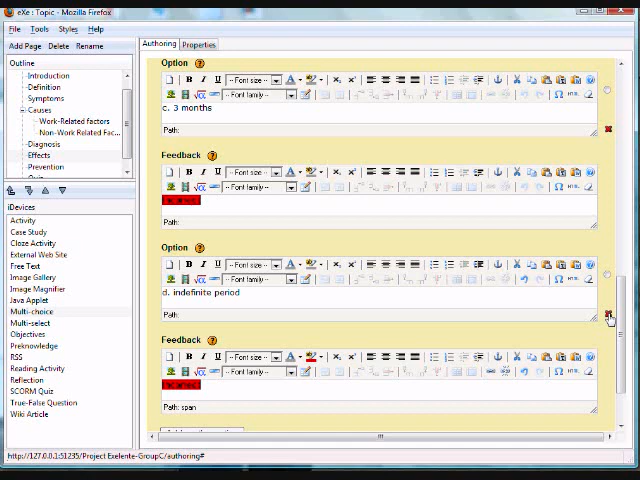 eXe : Topic - Mozilla Firefox
File Tools Styles Help
Add Page Delete Rename
Authoring Properties
Outline
Introduction
Definition
Symptoms
Causes
Work-Related factors
Non-Work Related Fac...
Diagnosis
Effects
Prevention
iDevices
Activity
Case Study
Cloze Activity
External Web Site
Free Text
Image Gallery
Image Magnifier
Java Applet
Multi-choice
Multi-select
Objectives
Preknowledge
RSS
Reading Activity
Reflection
SCORM Quiz
True-False Question
Wiki Article
Option
B I U -- Font size --
-- Font family --
c. 3 months
Path:
Feedback
B I U -- Font size --
-- Font family --
Option
B I U -- Font size --
-- Font family --
d. indefinite period
Path:
Feedback
B I U -- Font size --
-- Font family --
Path: span
http://127.0.0.1:51235/Project Exelente-GroupC/authoring#